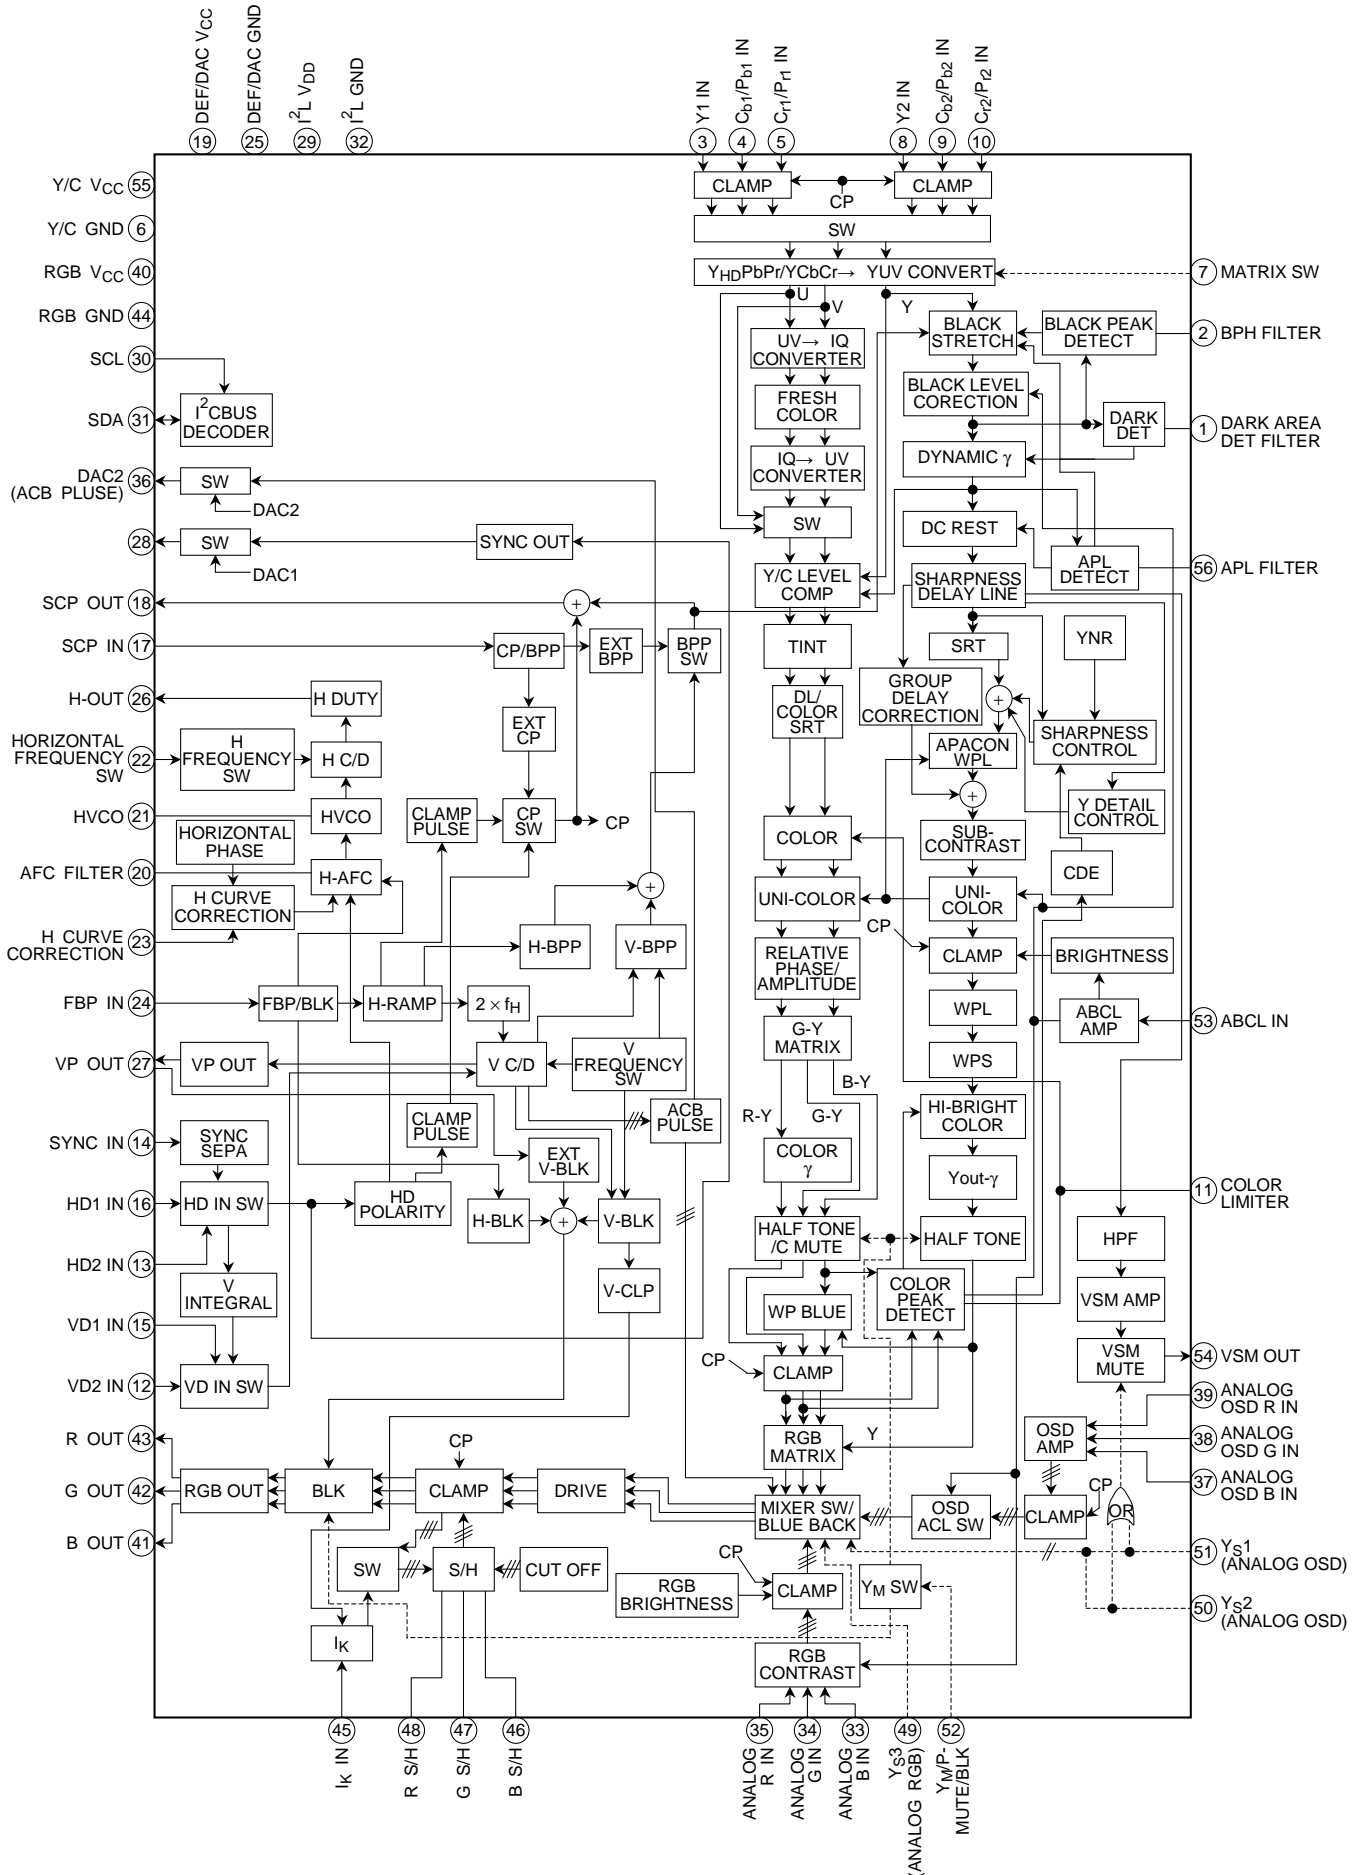 DEF/DAC VCC
DEF/DAC GND
I2L VDD
I2L GND
Y1 IN
Cb1/Pb1 IN
Cr1/Pr1 IN
Y2 IN
Cb2/Pb2 IN
Cr2/Pr2 IN
19
25
29
32
3
4
5
8
9
10
Y/C VCC 55
CLAMP
CP
CLAMP
Y/C GND 6
SW
RGB VCC 40
YHDPbPr/YCbCr→ YUV CONVERT
7 MATRIX SW
U
V
Y
RGB GND 44
BLACK
STRETCH
BLACK PEAK
DETECT
2 BPH FILTER
UV→ IQ
CONVERTER
SCL 30
FRESH
COLOR
BLACK LEVEL
CORECTION
I2CBUS
DECODER
SDA 31
DARK
DET
1 DARK AREA
DET FILTER
IQ→ UV
CONVERTER
DYNAMIC γ
DAC2
(ACB PLUSE)
36
SW
DAC2
SW
DC REST
28
SW
SYNC OUT
DAC1
APL
DETECT
56 APL FILTER
Y/C LEVEL
COMP
SHARPNESS
DELAY LINE
SCP OUT 18
+
SCP IN 17
CP/BPP
EXT
BPP
BPP
SW
TINT
SRT
YNR
H-OUT 26
H DUTY
DL/
COLOR
SRT
GROUP
DELAY
CORRECTION
+
EXT
CP
SHARPNESS
CONTROL
HORIZONTAL
FREQUENCY
SW
22
H
FREQUENCY
SW
H C/D
APACON
WPL
+
Y DETAIL
CONTROL
HVCO 21
HVCO
CLAMP
PULSE
CP
SW
CP
HORIZONTAL
PHASE
COLOR
SUB-
CONTRAST
AFC FILTER 20
H-AFC
+
CDE
H CURVE
CORRECTION
UNI-COLOR
UNI-
COLOR
H CURVE
CORRECTION
23
H-BPP
V-BPP
CP
RELATIVE
PHASE/
AMPLITUDE
CLAMP
BRIGHTNESS
FBP IN 24
FBP/BLK
H-RAMP
2 × fH
WPL
ABCL
AMP
53 ABCL IN
G-Y
MATRIX
VP OUT 27
VP OUT
V C/D
V
FREQUENCY
SW
WPS
B-Y
R-Y
G-Y
HI-BRIGHT
COLOR
CLAMP
PULSE
ACB
PULSE
SYNC IN 14
SYNC
SEPA
EXT
V-BLK
COLOR
γ
Yout-γ
HD1 IN 16
HD IN SW
HD
POLARITY
H-BLK
+
V-BLK
11 COLOR
LIMITER
HALF TONE
/C MUTE
HALF TONE
HPF
HD2 IN 13
V
INTEGRAL
V-CLP
WP BLUE
COLOR
PEAK
DETECT
VSM AMP
VD1 IN 15
VSM
MUTE
54 VSM OUT
CP
CLAMP
VD2 IN 12
VD IN SW
39 ANALOG
OSD R IN
R OUT 43
CP
RGB
MATRIX
Y
OSD
AMP
38 ANALOG
OSD G IN
G OUT 42
RGB OUT
BLK
CLAMP
DRIVE
MIXER SW/
BLUE BACK
OSD
ACL SW
CLAMP
CP
OR
37 ANALOG
OSD B IN
B OUT 41
51 YS1
(ANALOG OSD)
SW
S/H
CUT OFF
CP
RGB
BRIGHTNESS
CLAMP
YM SW
50 YS2
(ANALOG OSD)
IK
RGB
CONTRAST
45
48
47
46
35
34
33
49
52
IK IN
R S/H
G S/H
B S/H
ANALOG
R IN
ANALOG
G IN
ANALOG
B IN
YS3
(ANALOG RGB)
YM/P-
MUTE/BLK